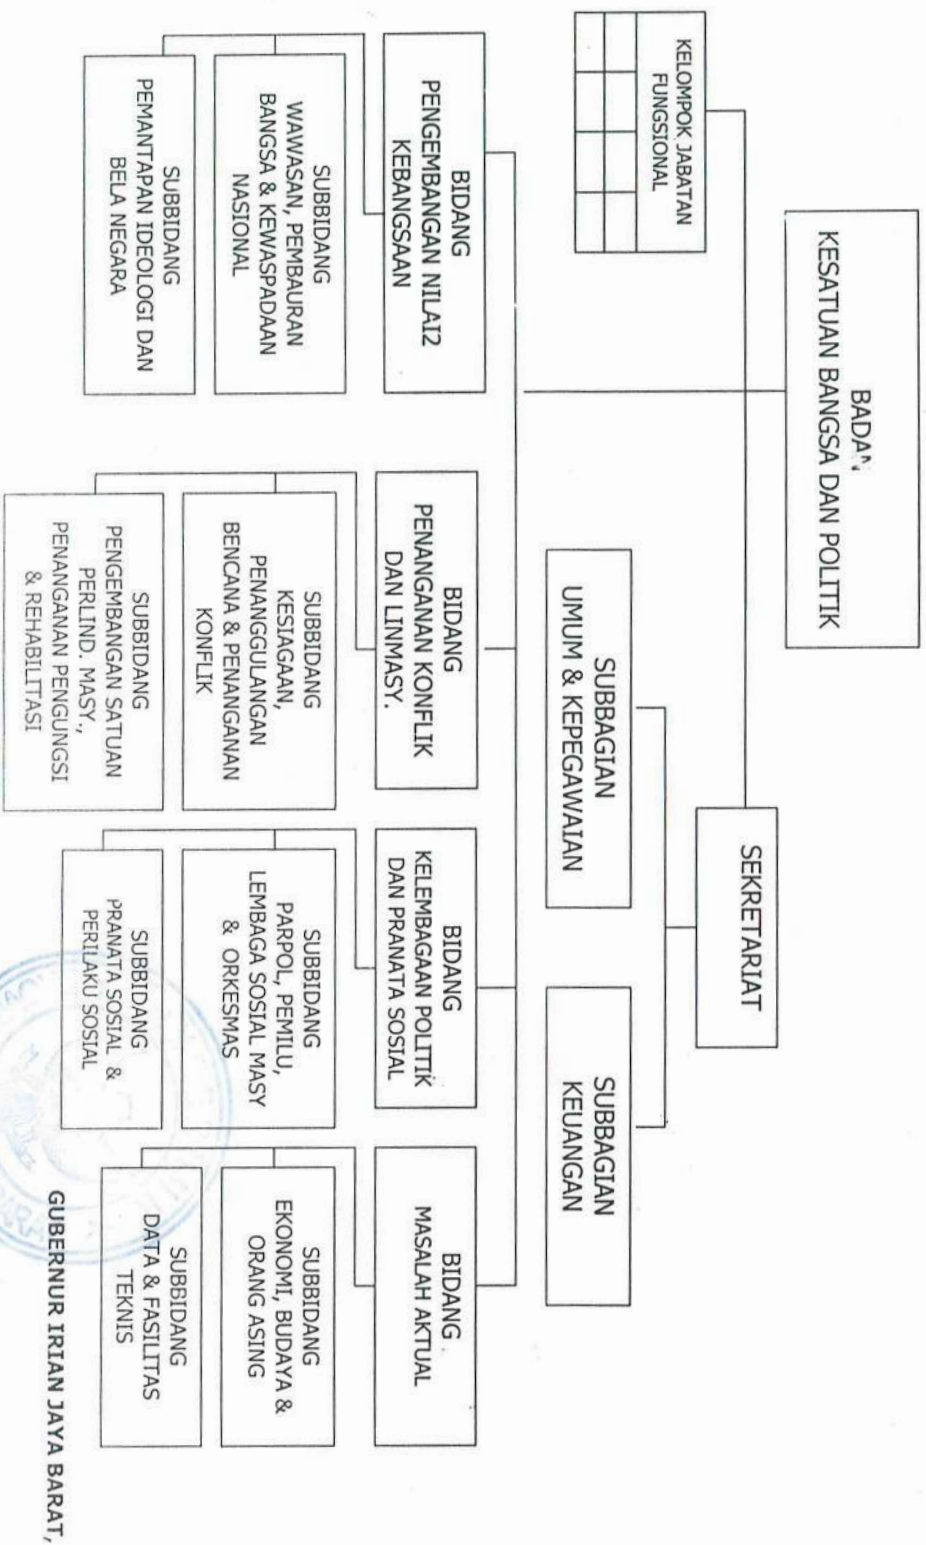 BADAN
KESATUAN BANGSA DAN POLITIK
SEKRETARIAT
KELOMPOK JABATAN
FUNGSIONAL
SUBBAGIAN
UMUM & KEPEGAWAIAN
SUBBAGIAN
KEUANGAN
BIDANG
PENGEMBANGAN NILAI2
KEBANGSAAN
SUBBIDANG
WAWASAN, PEMBAURAN
BANGSA & KEWASPADAAN
NASIONAL
SUBBIDANG
PEMANTAPAN IDEOLOGI DAN
BELA NEGARA
BIDANG
PENANGANAN KONFLIK
DAN LINMASY.
SUBBIDANG
KESIAGAAN,
PENANGGULANGAN
BENCANA & PENANGANAN
KONFLIK
SUBBIDANG
PENGEMBANGAN SATUAN
PERLIND. MASY.,
PENANGANAN PENGUNGSI
& REHABILITASI
BIDANG
KELEMBAGAAN POLITIK
DAN PRANATA SOSIAL
SUBBIDANG
PARPOL, PEMILU,
LEMBAGA SOSIAL MASY
& ORKESMAS
SUBBIDANG
PRANATA SOSIAL &
PERILAKU SOSIAL
BIDANG
MASALAH AKTUAL
SUBBIDANG
EKONOMI, BUDAYA &
ORANG ASING
SUBBIDANG
DATA & FASILITAS
TEKNIS
GUBERNUR IRIAN JAYA BARAT,